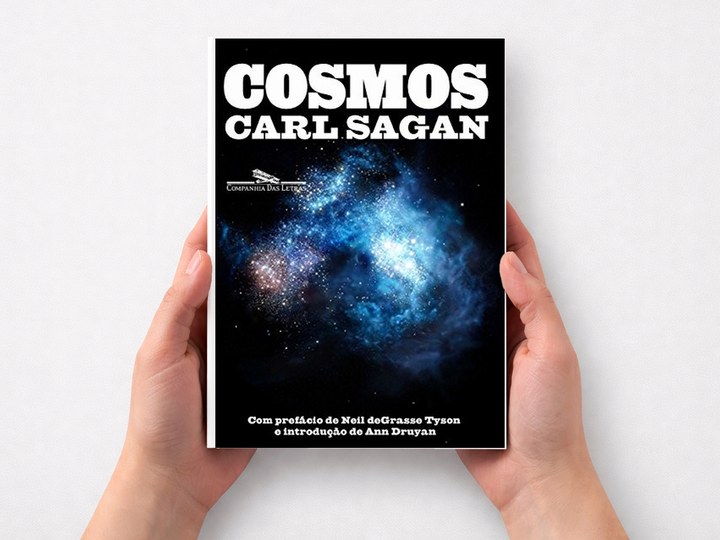 COSMOS
CARL SAGAN
COMPANHIA DAS LETRAS
Com prefácio de Neil deGrasse Tyson
e introdução de Ann Druyan